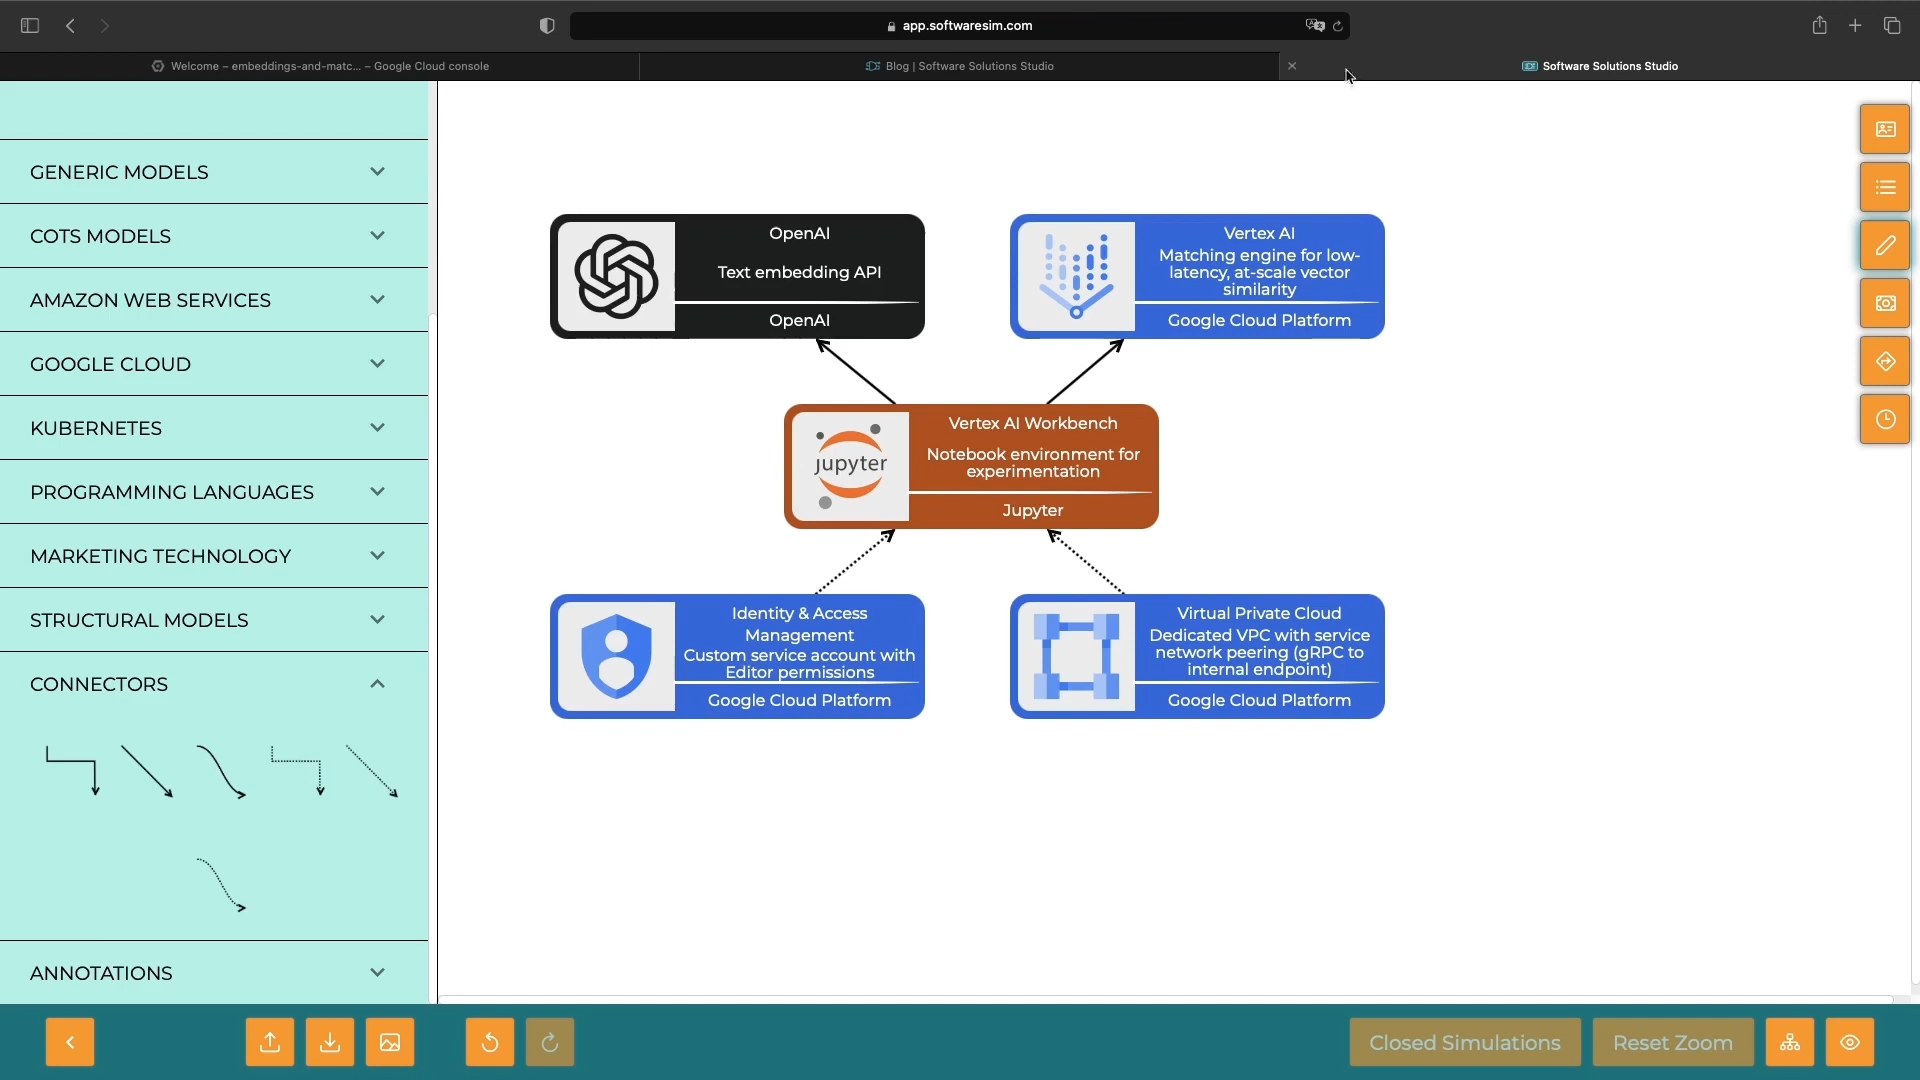 app.softwaresim.com
Welcome – embeddings-and-matc... – Google Cloud console
Blog | Software Solutions Studio
Software Solutions Studio
GENERIC MODELS
COTS MODELS
AMAZON WEB SERVICES
GOOGLE CLOUD
KUBERNETES
PROGRAMMING LANGUAGES
MARKETING TECHNOLOGY
STRUCTURAL MODELS
CONNECTORS
ANNOTATIONS
OpenAI
Text embedding API
OpenAI
Vertex AI
Matching engine for low-
latency, at-scale vector
similarity
Google Cloud Platform
jupyter
Vertex AI Workbench
Notebook environment for
experimentation
Jupyter
Identity & Access
Management
Custom service account with
Editor permissions
Google Cloud Platform
Virtual Private Cloud
Dedicated VPC with service
network peering (gRPC to
internal endpoint)
Google Cloud Platform
Closed Simulations
Reset Zoom